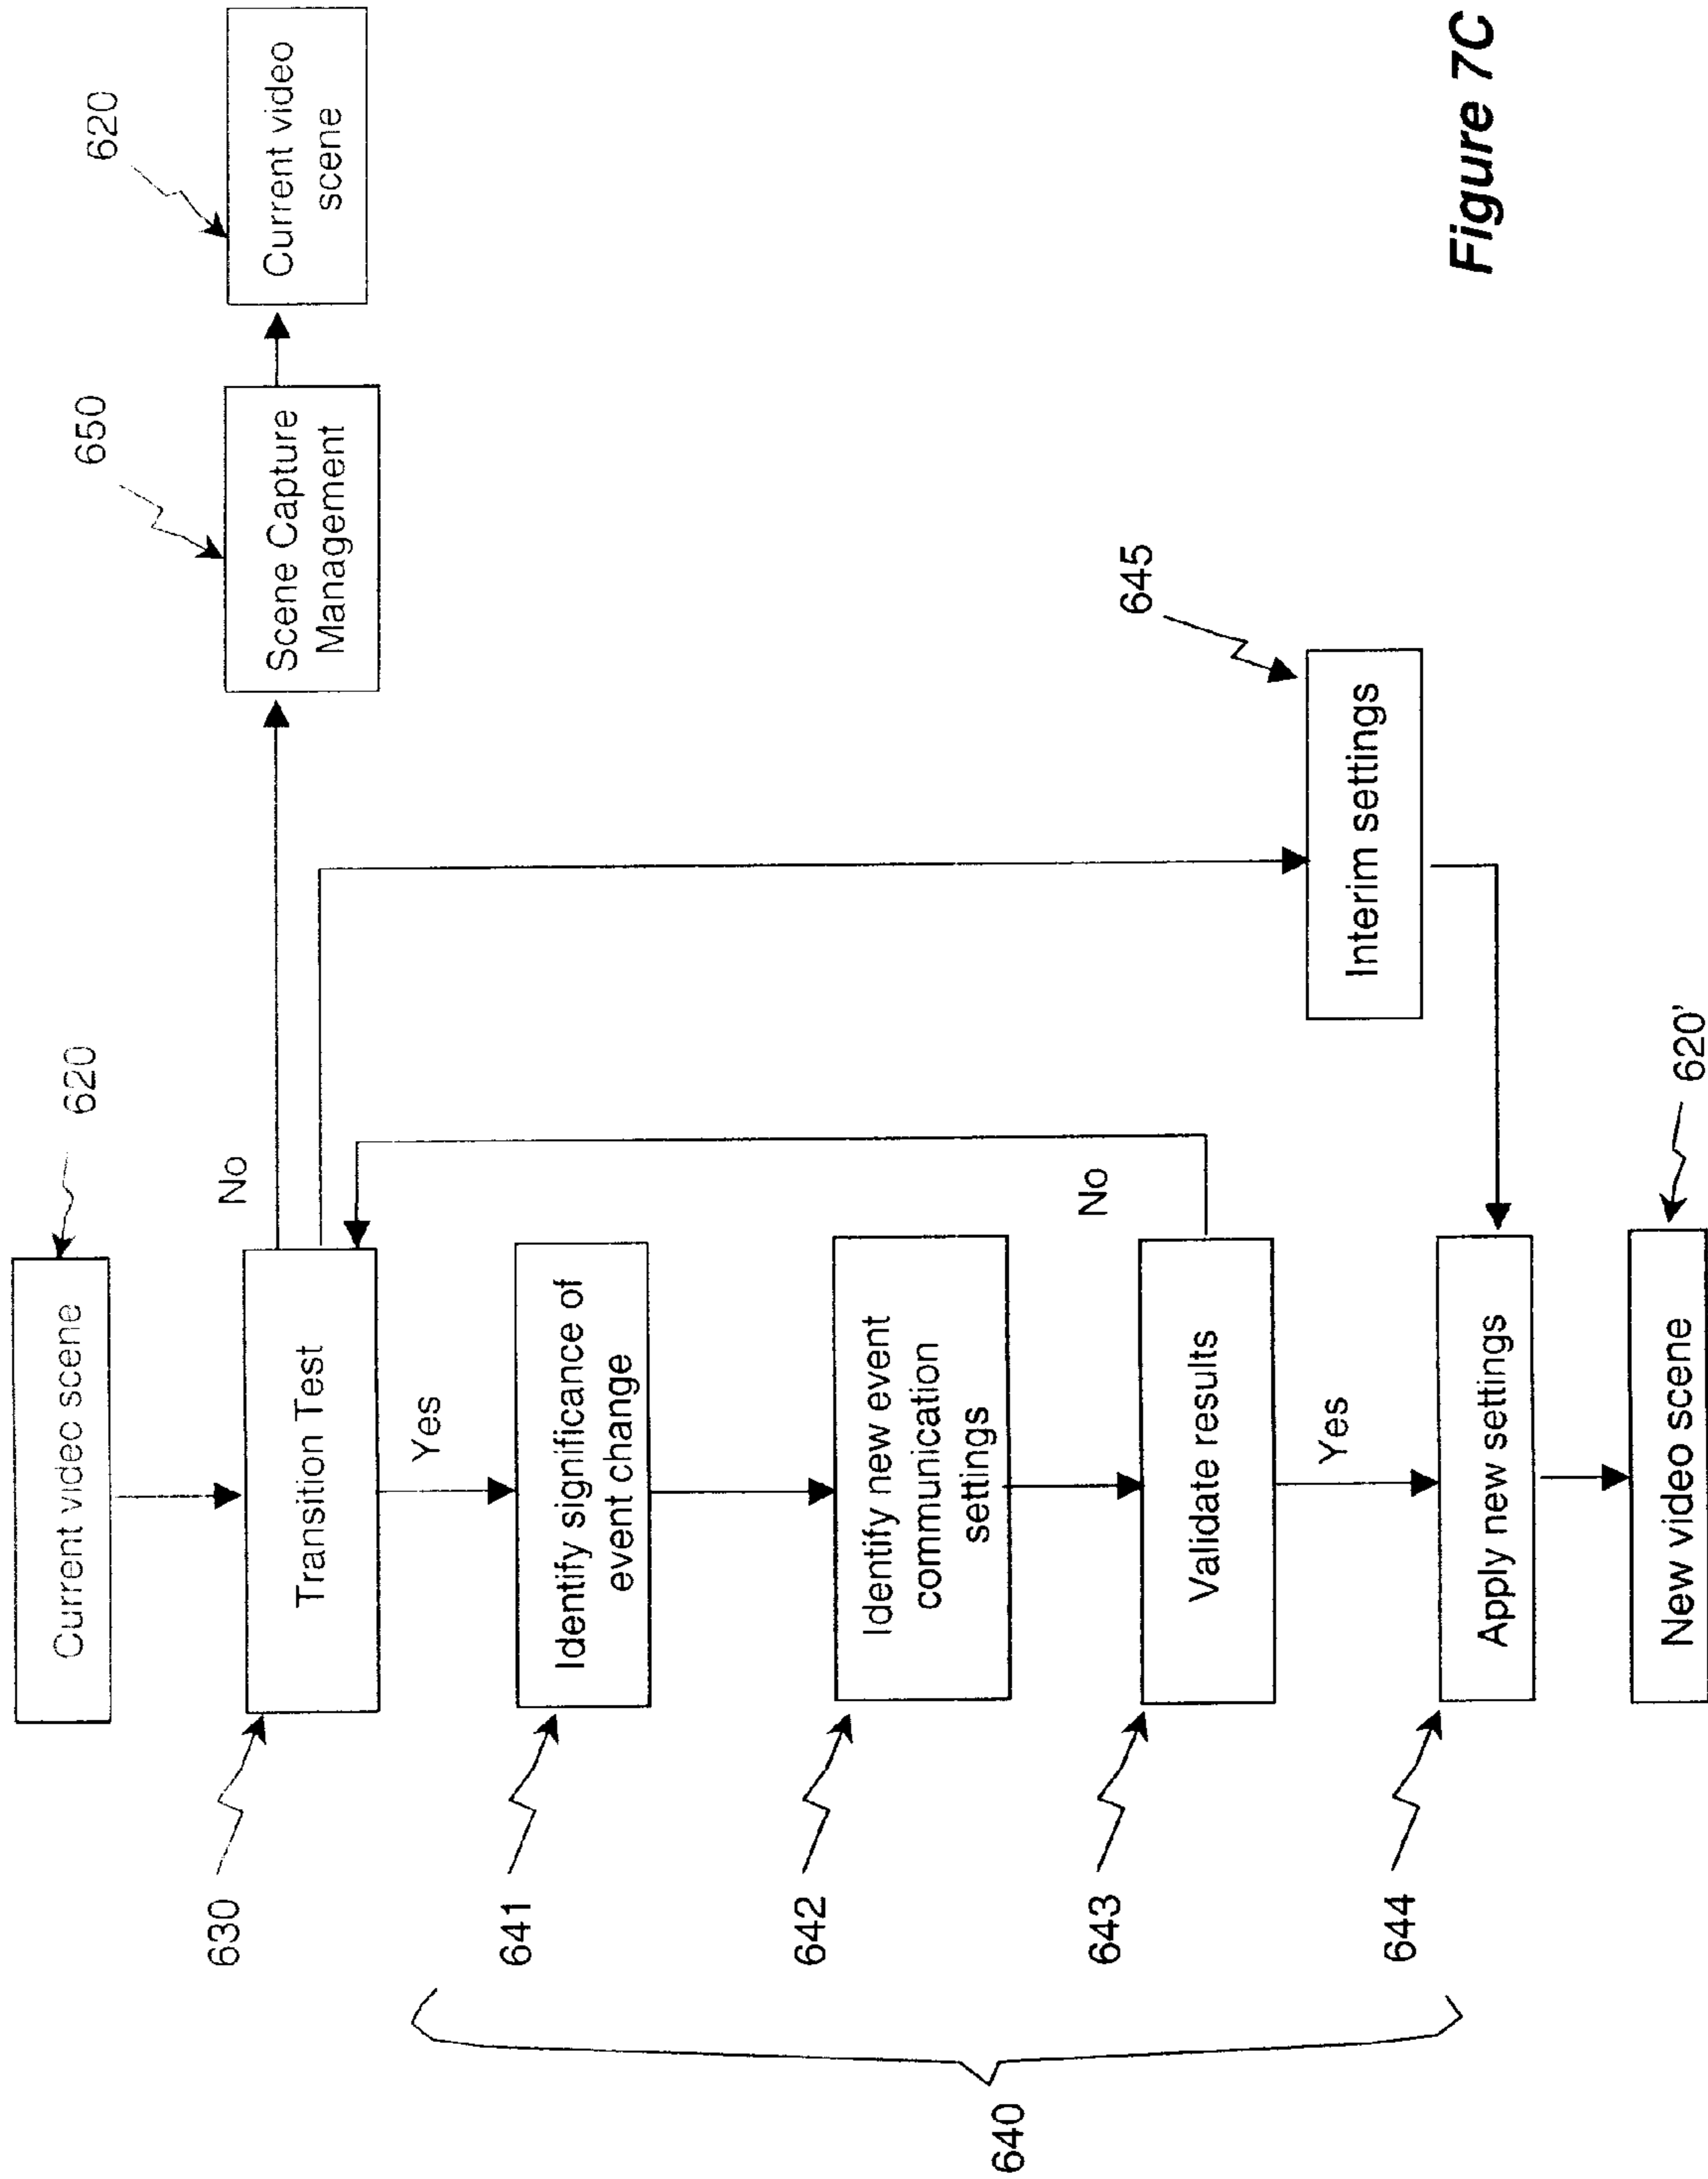 Current video scene
620
630
Transition Test
No
650
Scene Capture
Management
620
Current video
scene
Yes
641
Identify significance of
event change
642
Identify new event
communication
settings
640
643
Validate results
No
645
Interim settings
Yes
644
Apply new settings
New video scene
620'
Figure 7C